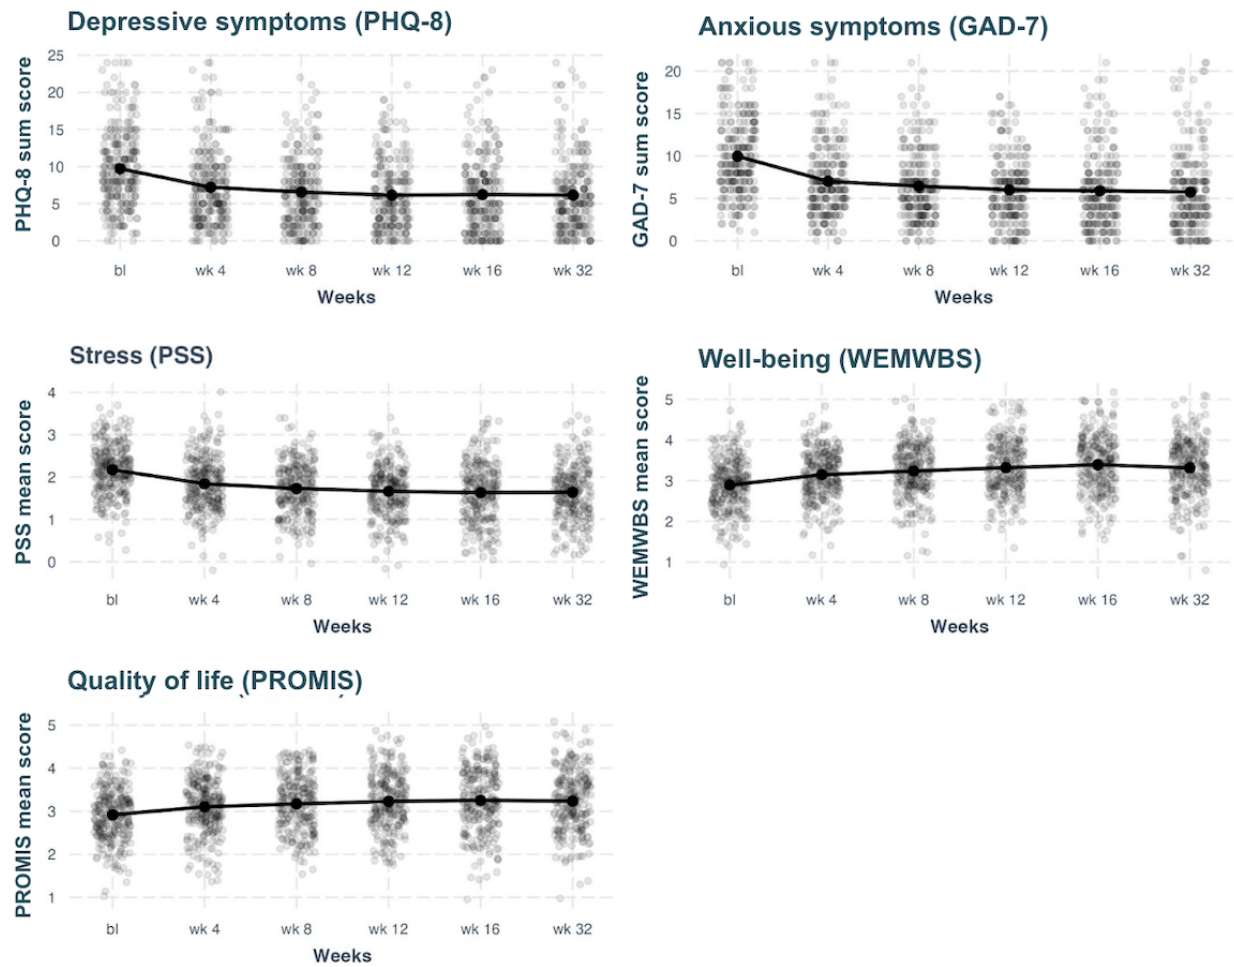 Depressive symptoms (PHQ-8)
PHQ-8 sum score
25
20
15
10
5
0
bl wk 4 wk 8 wk 12 wk 16 wk 32
Weeks
Anxious symptoms (GAD-7)
GAD-7 sum score
20
15
10
5
0
bl wk 4 wk 8 wk 12 wk 16 wk 32
Weeks
Stress (PSS)
PSS mean score
4
3
2
1
0
bl wk 4 wk 8 wk 12 wk 16 wk 32
Weeks
Well-being (WEMWBS)
WEMWBS mean score
5
4
3
2
1
bl wk 4 wk 8 wk 12 wk 16 wk 32
Weeks
Quality of life (PROMIS)
PROMIS mean score
5
4
3
2
1
bl wk 4 wk 8 wk 12 wk 16 wk 32
Weeks